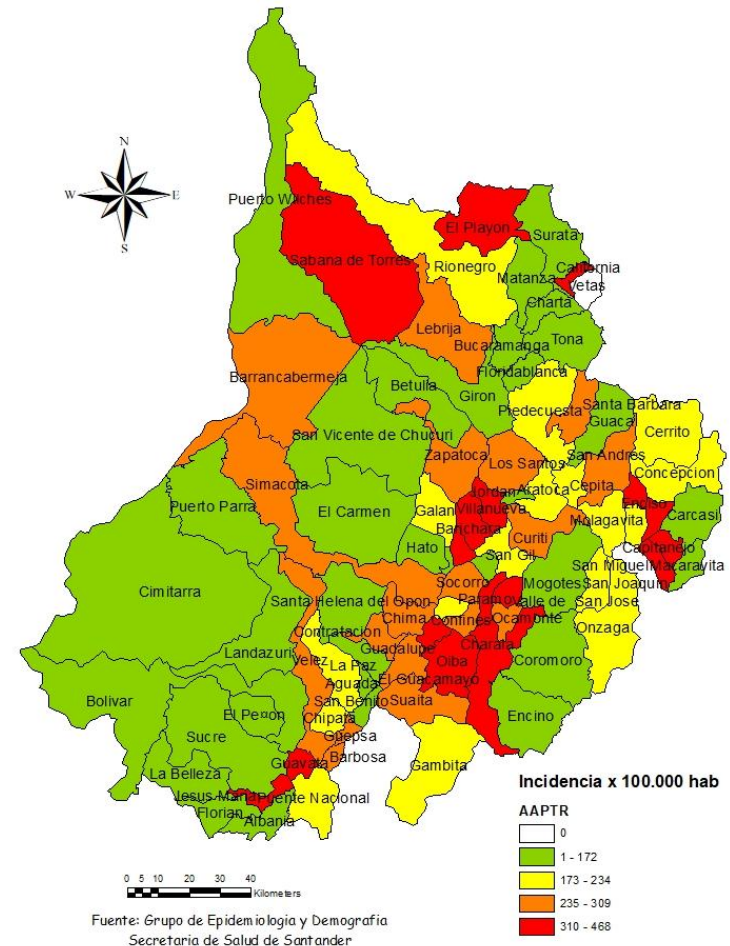 N
W
E
S
Puerto Wilches
El Playon
Surata
Sabana de Torres
Rionegro
California
Matanza
Vetas
Charta
Lebrija
Bucaramanga
Tona
Floridablanca
Barrancabermeja
Betulia
Giron
Piedecuesta
Santa Barbara
Guaca
Cerrito
San Vicente de Chucuri
Zapatoca
Los Santos
San Andres
Concepcion
Simacota
Jordan
Aratoca
Cepita
Puerto Parra
El Carmen
Galan
Villanueva
Enciso
Carcasi
Barichara
Molagavita
Curiti
Hato
San Gil
Capitanejo
San Miguel
Macaravita
Cimitarra
Socorro
Mogotes
San Joaquin
Santa Helena del Opon
Paramo
Valle de San Jose
Chima
Confines
Ocamonte
Onzaga
Contratacion
Charala
Landazuri
Velez
Guadalupe
La Paz
Oiba
Coromoro
Aguada
El Guacamayo
Bolivar
San Benito
Suaita
El Peñon
Chipata
Encino
Sucre
Guepsa
Barbosa
Guavata
Gambita
La Belleza
Jesus Maria
Puente Nacional
Florian
Albania
Incidencia x 100.000 hab
AAPTR
0
1 - 172
173 - 234
235 - 309
310 - 468
0 5 10 20 30 40
Kilometers
Fuente: Grupo de Epidemiologia y Demografia
Secretaria de Salud de Santander